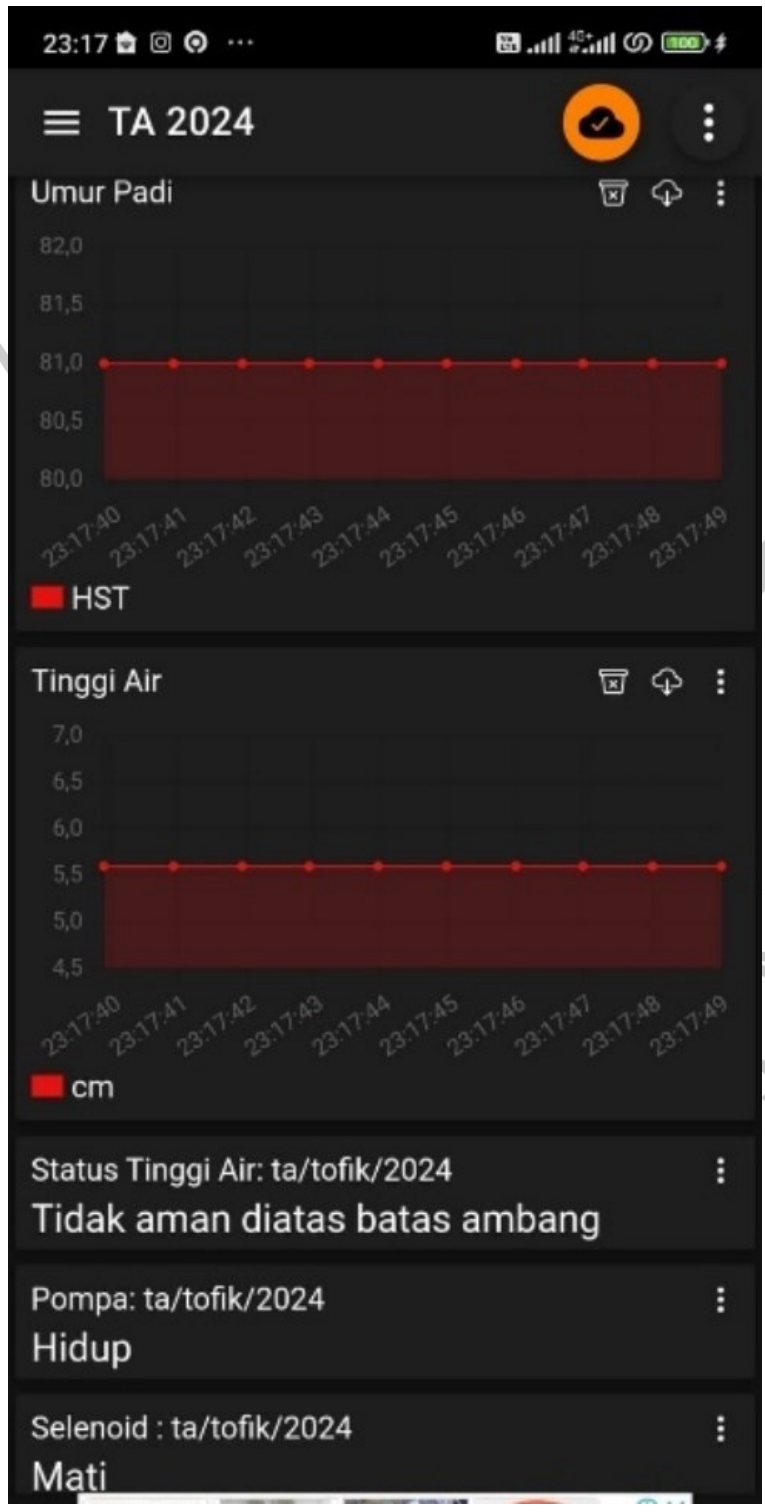 23:17 ...
4G+ 100
TA 2024
Umur Padi
82,0
81,5
81,0
80,5
80,0
23:17:40 23:17:41 23:17:42 23:17:43 23:17:44 23:17:45 23:17:46 23:17:47 23:17:48 23:17:49
HST
Tinggi Air
7,0
6,5
6,0
5,5
5,0
4,5
23:17:40 23:17:41 23:17:42 23:17:43 23:17:44 23:17:45 23:17:46 23:17:47 23:17:48 23:17:49
cm
Status Tinggi Air: ta/tofik/2024
Tidak aman diatas batas ambang
Pompa: ta/tofik/2024
Hidup
Selenoid : ta/tofik/2024
Mati